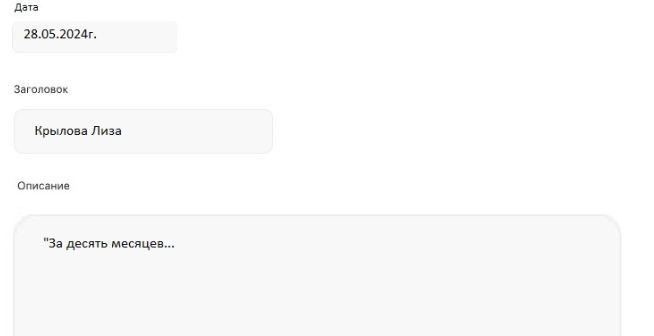 Дата
28.05.2024г.
Заголовок
Крылова Лиза
Описание
"За десять месяцев...